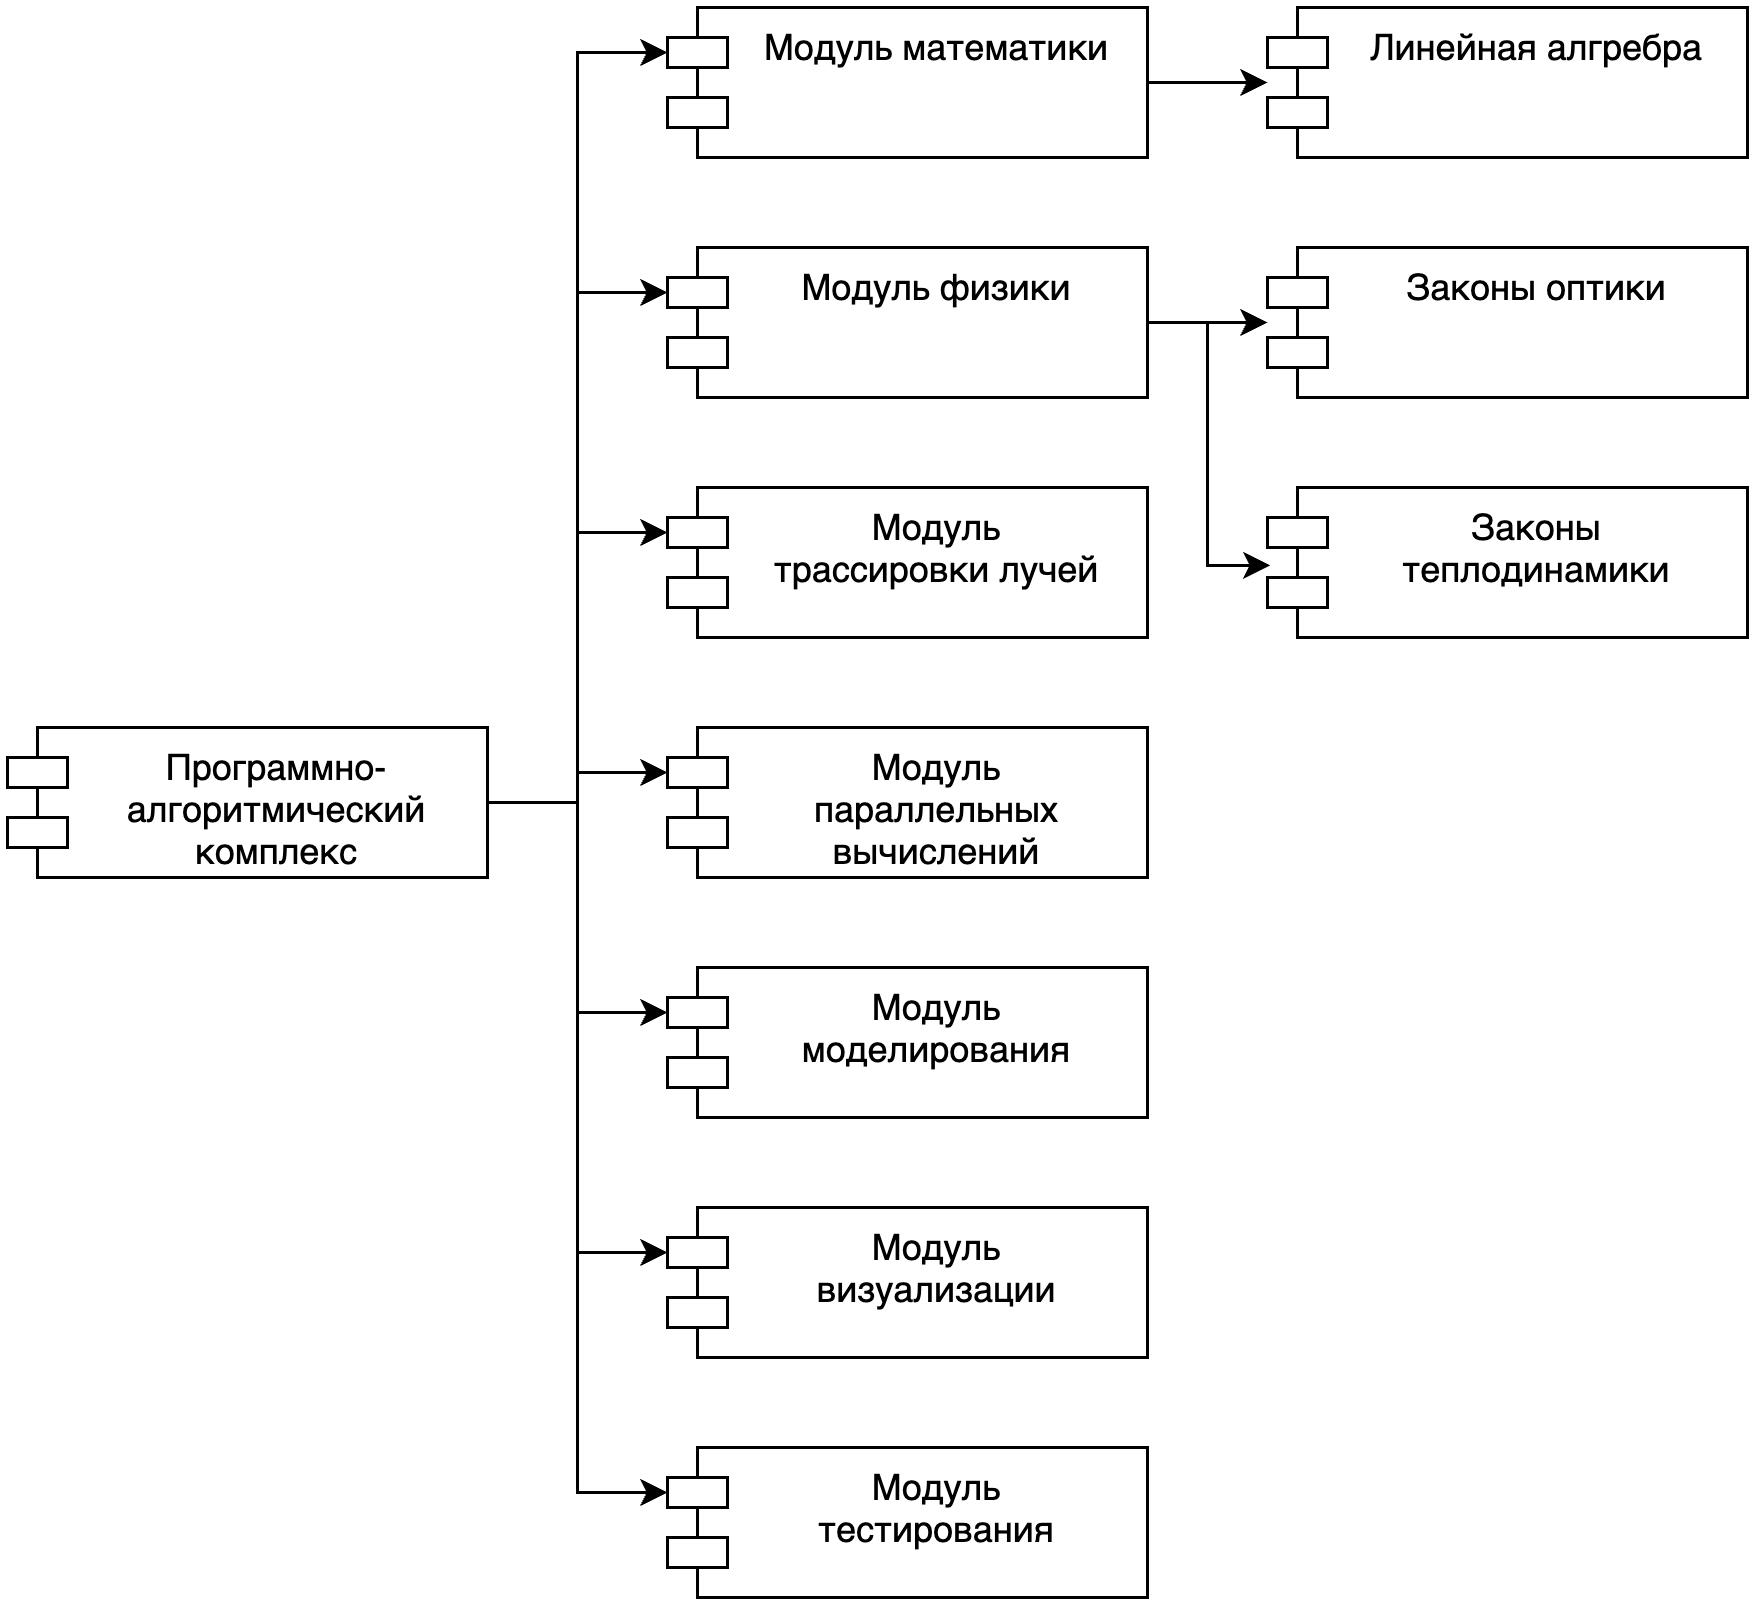 Модуль математики
Линейная алгребра
Модуль физики
Законы оптики
Модуль
трассировки лучей
Законы
теплодинамики
Программно-
алгоритмический
комплекс
Модуль
параллельных
вычислений
Модуль
моделирования
Модуль
визуализации
Модуль
тестирования